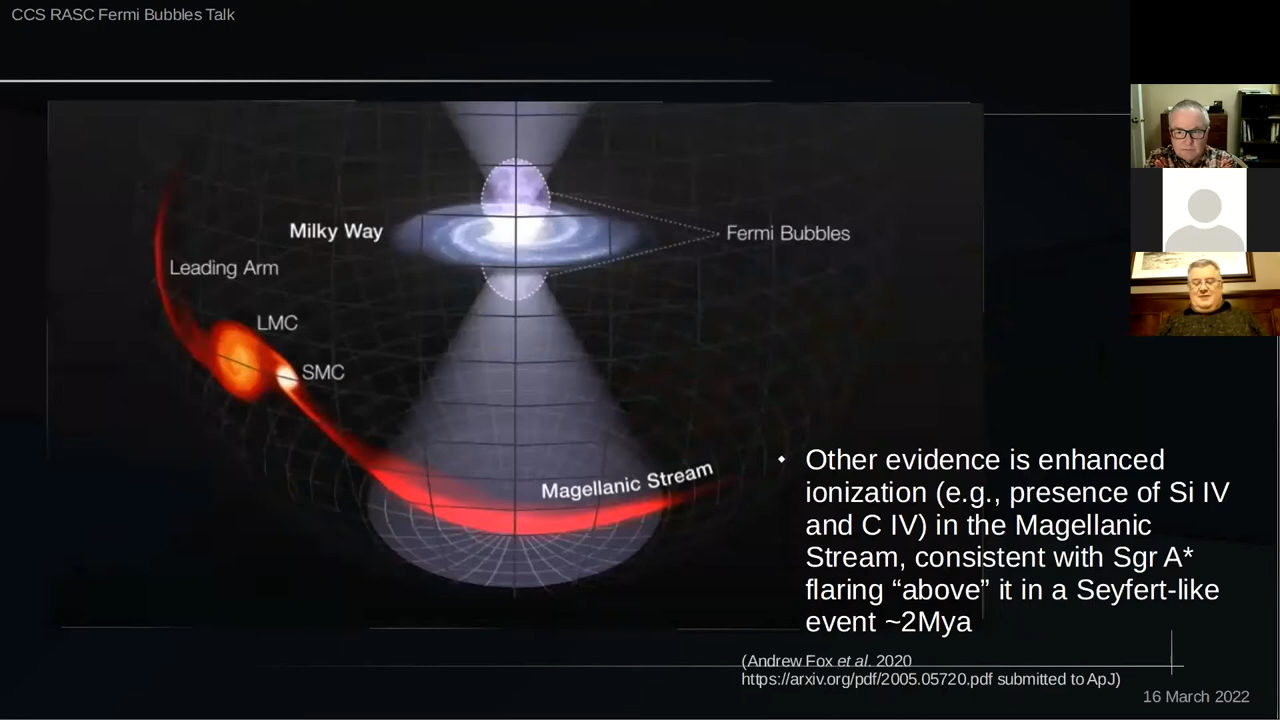 CCS RASC Fermi Bubbles Talk
Milky Way
Fermi Bubbles
Leading Arm
LMC
SMC
Magellanic Stream
Other evidence is enhanced
ionization (e.g., presence of Si IV
and C IV) in the Magellanic
Stream, consistent with Sgr A*
flaring “above” it in a Seyfert-like
event ~2Mya
(Andrew Fox et al. 2020
https://arxiv.org/pdf/2005.05720.pdf submitted to ApJ)
16 March 2022